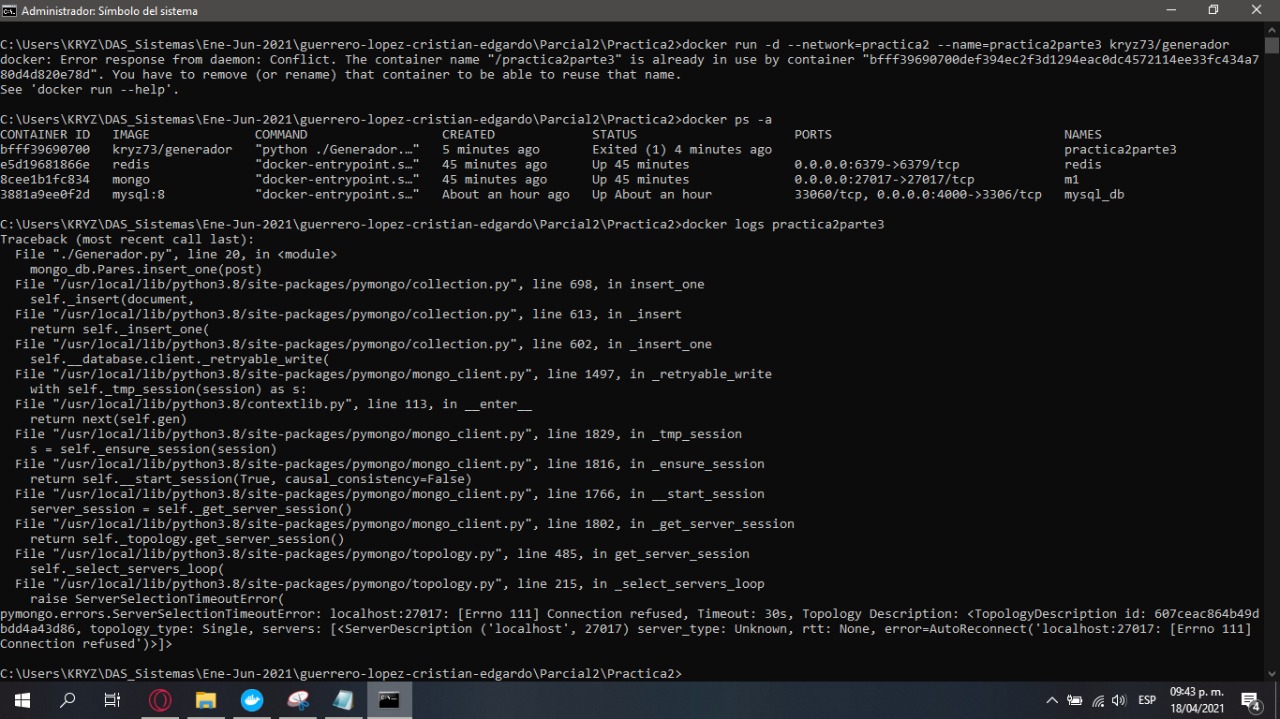 Administrador: Símbolo del sistema
C:\Users\KRYZ\DAS_Sistemas\Ene-Jun-2021\guerrero-lopez-cristian-edgardo\Parcial2\Practica2>docker run -d --network=practica2 --name=practica2parte3 kryz73/generador
docker: Error response from daemon: Conflict. The container name "/practica2parte3" is already in use by container "bfff39690700def394ec2f3d1294eac0dc4572114ee33fc434a7
80d4d820e78d". You have to remove (or rename) that container to be able to reuse that name.
See 'docker run --help'.
C:\Users\KRYZ\DAS_Sistemas\Ene-Jun-2021\guerrero-lopez-cristian-edgardo\Parcial2\Practica2>docker ps -a
CONTAINER ID   IMAGE              COMMAND                  CREATED             STATUS                     PORTS                               NAMES
bfff39690700   kryz73/generador   "python ./Generador.…"   5 minutes ago       Exited (1) 4 minutes ago                                       practica2parte3
e5d19681866e   redis              "docker-entrypoint.s…"   45 minutes ago      Up 45 minutes              0.0.0.0:6379->6379/tcp              redis
8cee1b1fc834   mongo              "docker-entrypoint.s…"   45 minutes ago      Up 45 minutes              0.0.0.0:27017->27017/tcp            m1
3881a9ee0f2d   mysql:8            "docker-entrypoint.s…"   About an hour ago   Up About an hour           33060/tcp, 0.0.0.0:4000->3306/tcp   mysql_db
C:\Users\KRYZ\DAS_Sistemas\Ene-Jun-2021\guerrero-lopez-cristian-edgardo\Parcial2\Practica2>docker logs practica2parte3
Traceback (most recent call last):
  File "./Generador.py", line 20, in <module>
    mongo_db.Pares.insert_one(post)
  File "/usr/local/lib/python3.8/site-packages/pymongo/collection.py", line 698, in insert_one
    self._insert(document,
  File "/usr/local/lib/python3.8/site-packages/pymongo/collection.py", line 613, in _insert
    return self._insert_one(
  File "/usr/local/lib/python3.8/site-packages/pymongo/collection.py", line 602, in _insert_one
    self.__database.client._retryable_write(
  File "/usr/local/lib/python3.8/site-packages/pymongo/mongo_client.py", line 1497, in _retryable_write
    with self._tmp_session(session) as s:
  File "/usr/local/lib/python3.8/contextlib.py", line 113, in __enter__
    return next(self.gen)
  File "/usr/local/lib/python3.8/site-packages/pymongo/mongo_client.py", line 1829, in _tmp_session
    s = self._ensure_session(session)
  File "/usr/local/lib/python3.8/site-packages/pymongo/mongo_client.py", line 1816, in _ensure_session
    return self.__start_session(True, causal_consistency=False)
  File "/usr/local/lib/python3.8/site-packages/pymongo/mongo_client.py", line 1766, in __start_session
    server_session = self._get_server_session()
  File "/usr/local/lib/python3.8/site-packages/pymongo/mongo_client.py", line 1802, in _get_server_session
    return self._topology.get_server_session()
  File "/usr/local/lib/python3.8/site-packages/pymongo/topology.py", line 485, in get_server_session
    self._select_servers_loop(
  File "/usr/local/lib/python3.8/site-packages/pymongo/topology.py", line 215, in _select_servers_loop
    raise ServerSelectionTimeoutError(
pymongo.errors.ServerSelectionTimeoutError: localhost:27017: [Errno 111] Connection refused, Timeout: 30s, Topology Description: <TopologyDescription id: 607ceac864b49d
bdd4a43d86, topology_type: Single, servers: [<ServerDescription ('localhost', 27017) server_type: Unknown, rtt: None, error=AutoReconnect('localhost:27017: [Errno 111]
Connection refused')>]>
C:\Users\KRYZ\DAS_Sistemas\Ene-Jun-2021\guerrero-lopez-cristian-edgardo\Parcial2\Practica2>
ESP
09:43 p. m.
18/04/2021
4